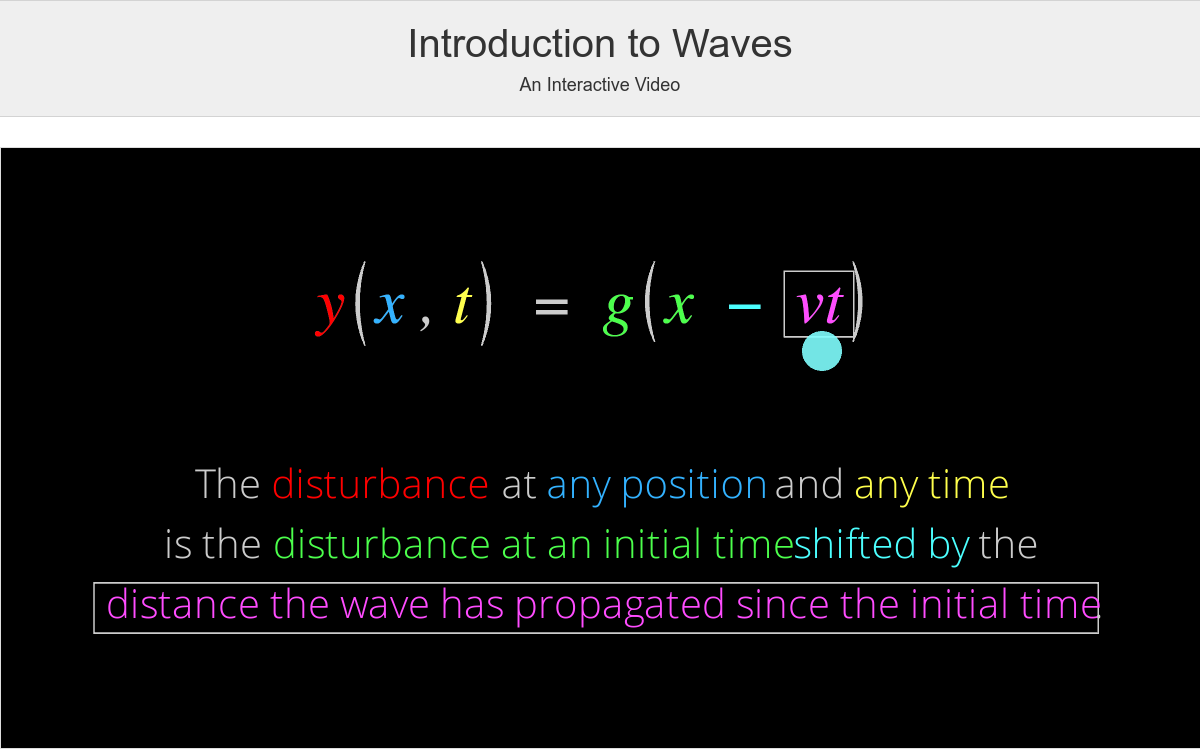 Introduction to Waves
An Interactive Video
y(x, t) = g(x − vt)
The disturbance at any position and any time
is the disturbance at an initial timeshifted by the
distance the wave has propagated since the initial time